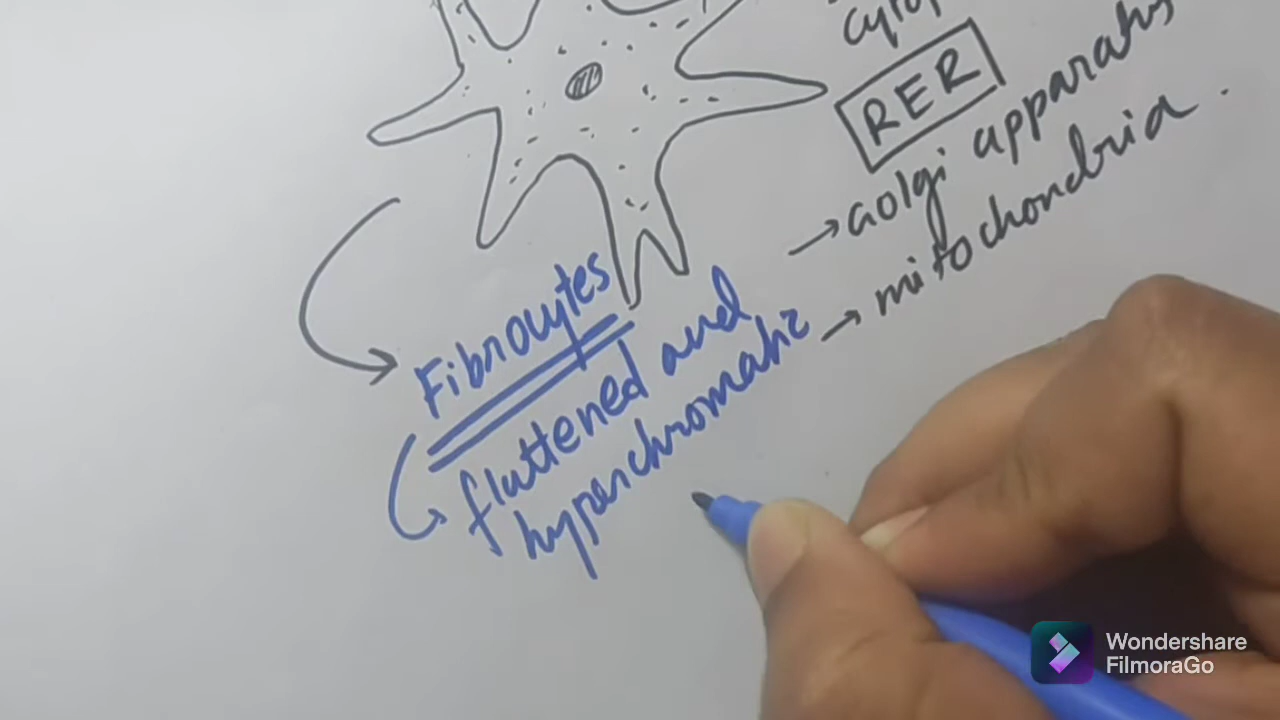 RER
→ Golgi apparatus
→ mitochondria.
Fibrocytes
flattened and
hyperchromatic
Wondershare
FilmoraGo